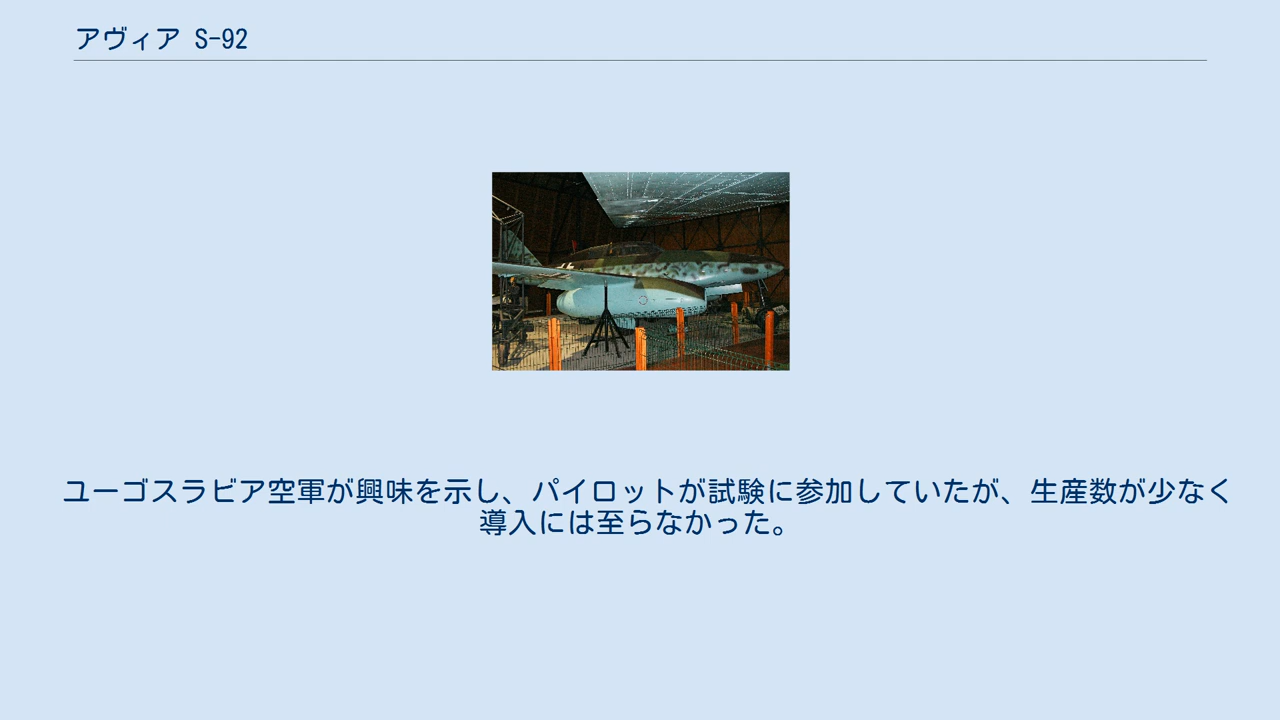 アヴィア S-92
ユーゴスラビア空軍が興味を示し、パイロットが試験に参加していたが、生産数が少なく
導入には至らなかった。